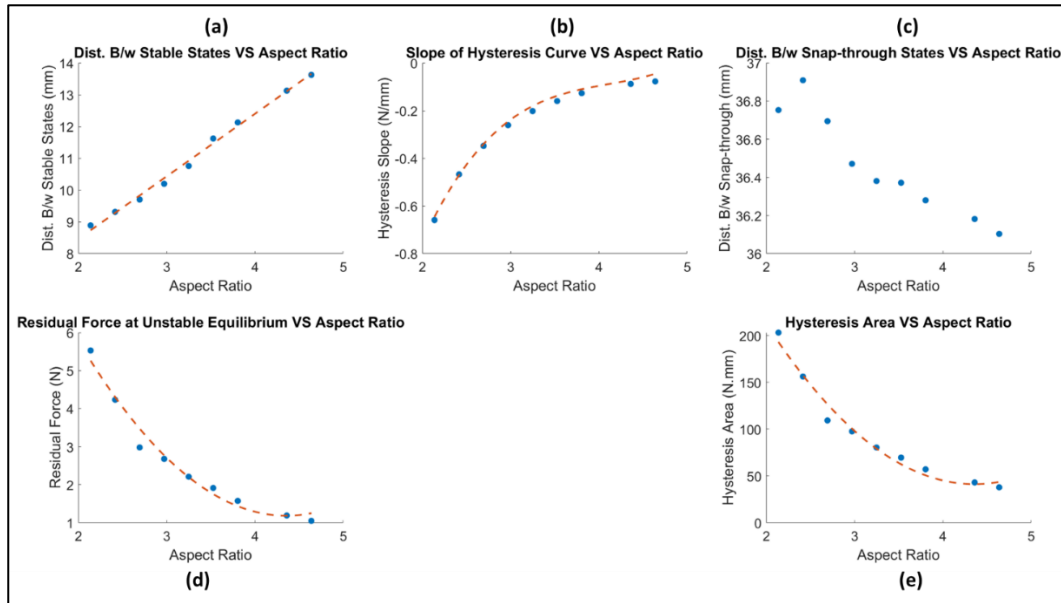 (a)
(b)
(c)
Dist. B/w Stable States VS Aspect Ratio
Slope of Hysteresis Curve VS Aspect Ratio
Dist. B/w Snap-through States VS Aspect Ratio
Dist. B/w Stable States (mm)
14
13
12
11
10
9
8
2
3
4
5
Aspect Ratio
Hysteresis Slope (N/mm)
0
-0.2
-0.4
-0.6
-0.8
2
3
4
5
Aspect Ratio
Dist. B/w Snap-through (mm)
37
36.8
36.6
36.4
36.2
36
2
3
4
5
Aspect Ratio
Residual Force at Unstable Equilibrium VS Aspect Ratio
Hysteresis Area VS Aspect Ratio
Residual Force (N)
6
5
4
3
2
1
2
3
4
5
Aspect Ratio
Hysteresis Area (N.mm)
200
150
100
50
0
2
3
4
5
Aspect Ratio
(d)
(e)